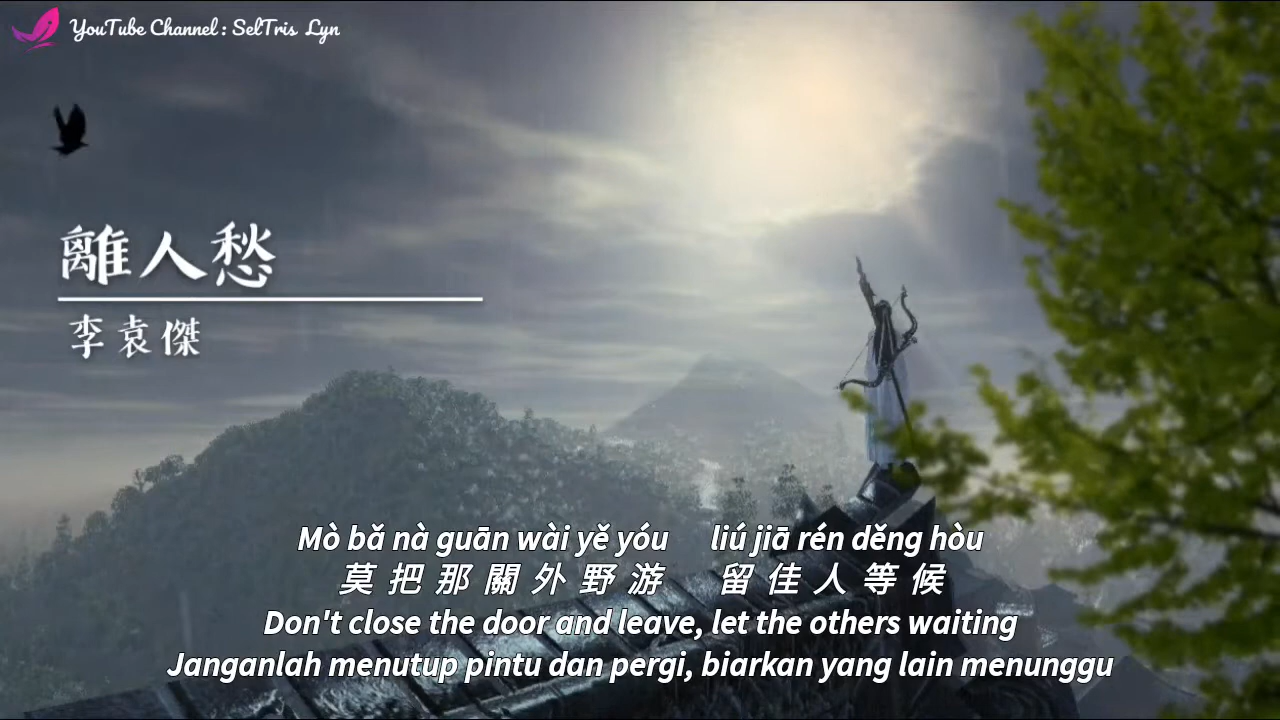 YouTube Channel : SelTris Lyn
離人愁
李袁傑
Mò bǎ nà guān wài yě yóu liú jiā rén děng hòu
莫把那關外野游 留佳人等候
Don't close the door and leave, let the others waiting
Janganlah menutup pintu dan pergi, biarkan yang lain menunggu